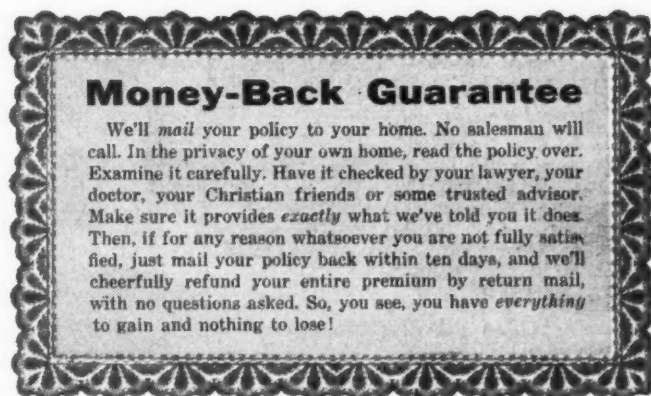 Money-Back Guarantee
We'll mail your policy to your home. No salesman will
call. In the privacy of your own home, read the policy over.
Examine it carefully. Have it checked by your lawyer, your
doctor, your Christian friends or some trusted advisor.
Make sure it provides exactly what we've told you it does.
Then, if for any reason whatsoever you are not fully satis-
fied, just mail your policy back within ten days, and we'll
cheerfully refund your entire premium by return mail,
with no questions asked. So, you see, you have everything
to gain and nothing to lose!